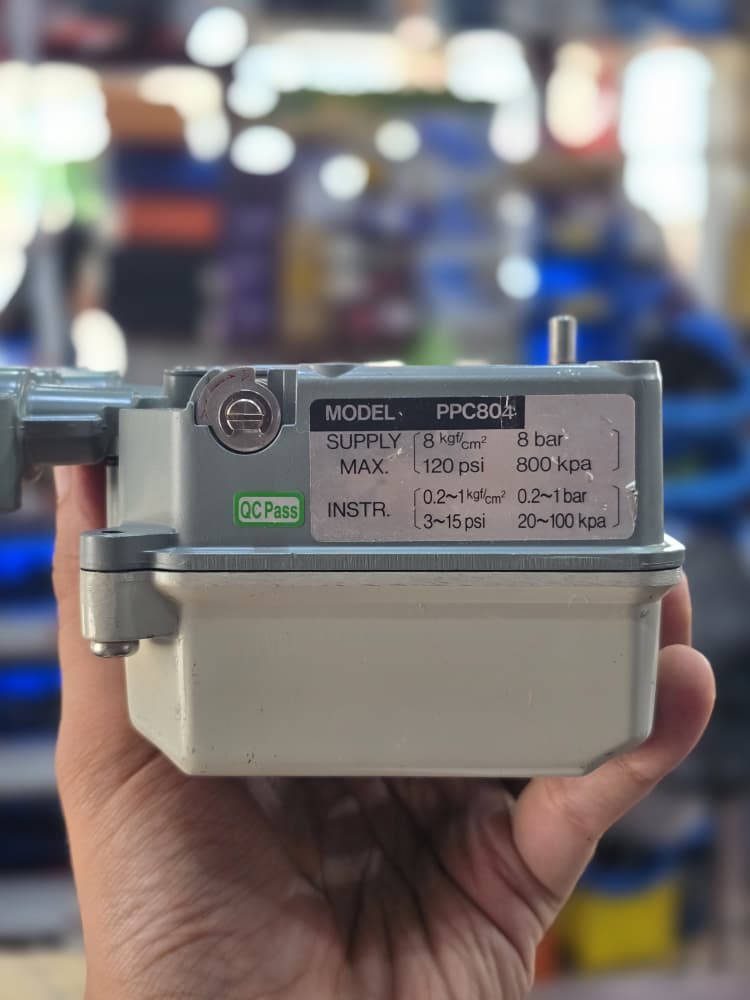 MODEL PPC804
SUPPLY 8 kgf/cm² 8 bar
MAX. 120 psi 800 kpa
INSTR. 0.2~1 kgf/cm² 0.2~1 bar
3~15 psi 20~100 kpa
QC Pass